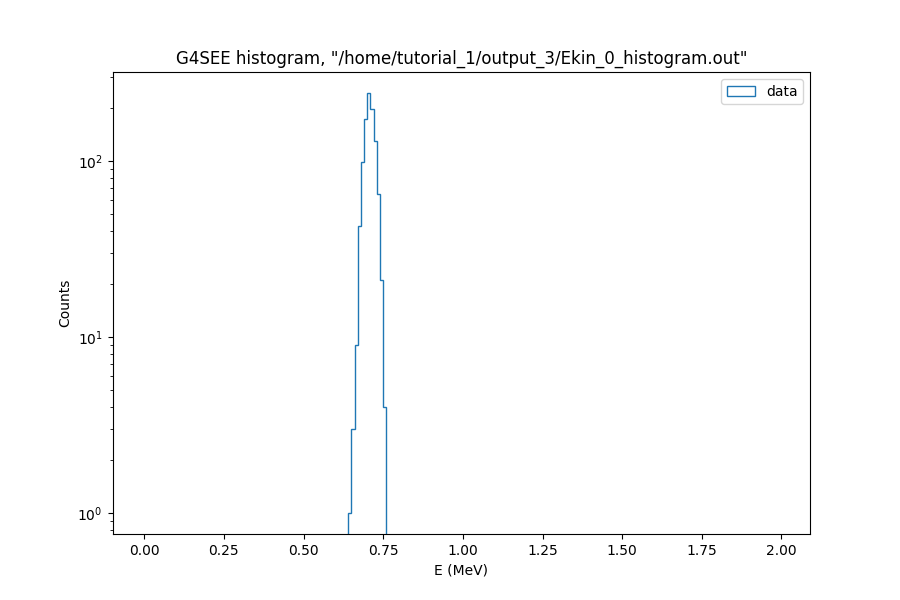 G4SEE histogram, "/home/tutorial_1/output_3/Ekin_0_histogram.out"
data
10²
10¹
10⁰
Counts
0.00 0.25 0.50 0.75 1.00 1.25 1.50 1.75 2.00
E (MeV)